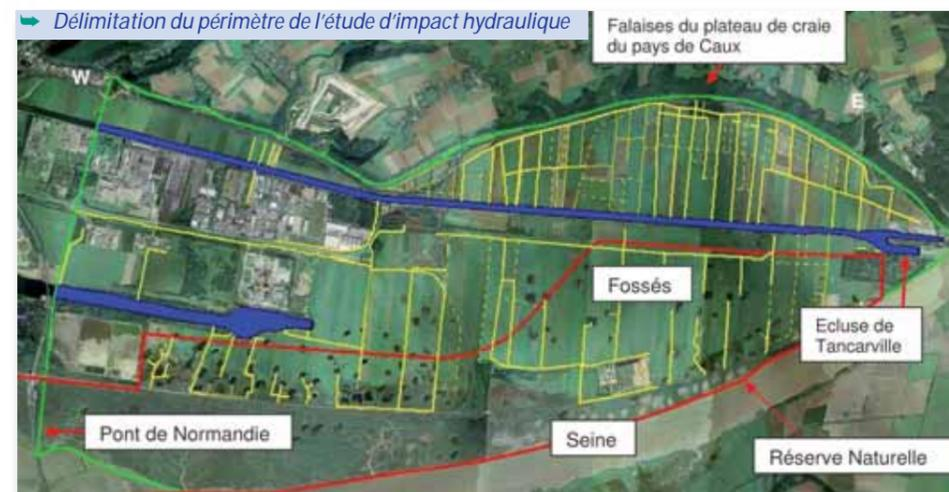 ➥ Délimitation du périmètre de l'étude d'impact hydraulique
Falaises du plateau de craie
du pays de Caux
W
E
Fossés
Ecluse de
Tancarville
Pont de Normandie
Seine
Réserve Naturelle